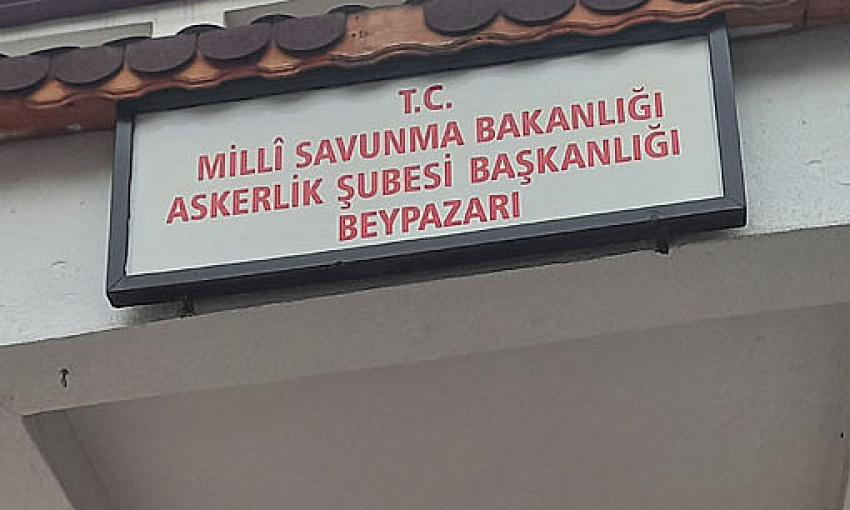 T.C.
MİLLÎ SAVUNMA BAKANLIĞI
ASKERLİK ŞUBESİ BAŞKANLIĞI
BEYPAZARI